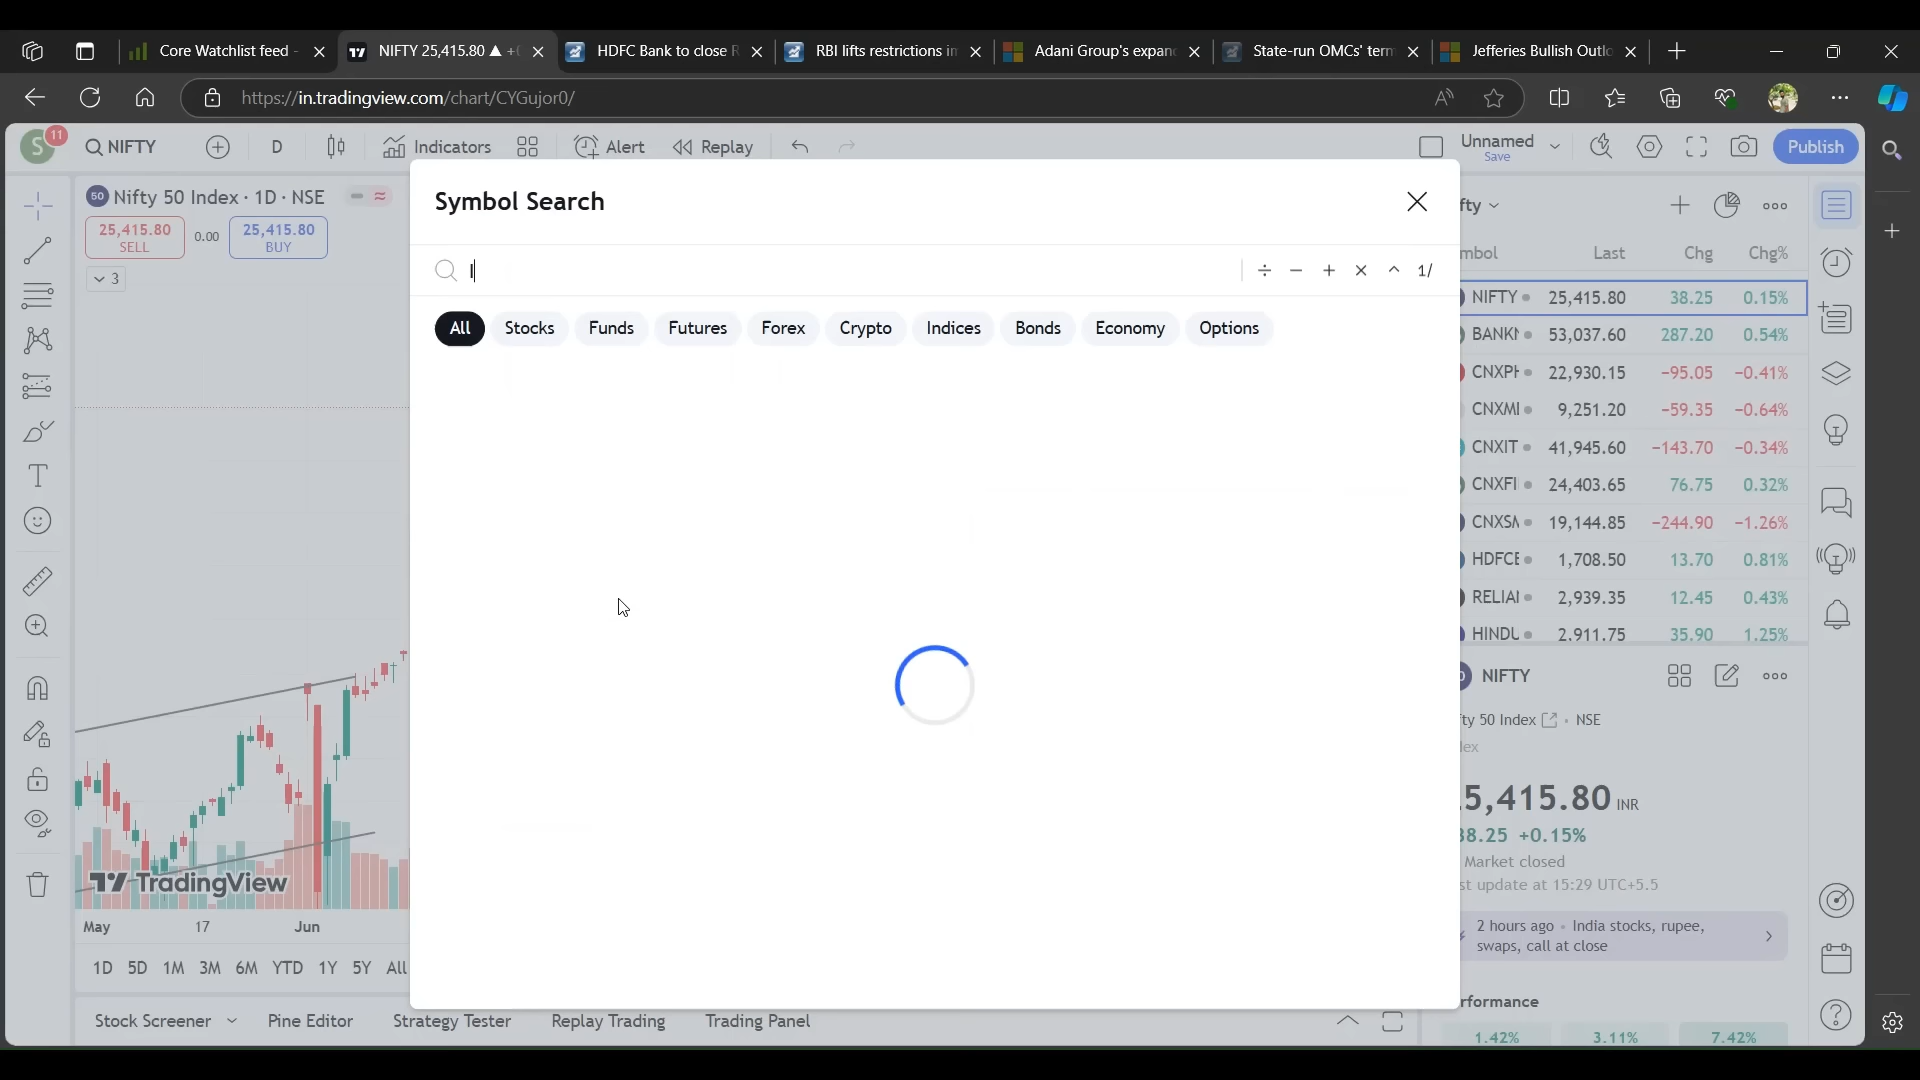 Core Watchlist feed -
NIFTY 25,415.80 ▲ +0
HDFC Bank to close R
RBI lifts restrictions in
Adani Group's expan
State-run OMCs' term
Jefferies Bullish Outlo
https://in.tradingview.com/chart/CYGujor0/
S
11
NIFTY
D
Indicators
Alert
Replay
Unnamed
Save
Publish
50 Nifty 50 Index · 1D · NSE
25,415.80
SELL
0.00
25,415.80
BUY
3
Symbol Search
I
÷ − + × ^ 1/
All Stocks Funds Futures Forex Crypto Indices Bonds Economy Options
fty
mbol Last Chg Chg%
NIFTY 25,415.80 38.25 0.15%
BANKN 53,037.60 287.20 0.54%
CNXPH 22,930.15 −95.05 −0.41%
CNXMI 9,251.20 −59.35 −0.64%
CNXIT 41,945.60 −143.70 −0.34%
CNXFI 24,403.65 76.75 0.32%
CNXSM 19,144.85 −244.90 −1.26%
HDFCB 1,708.50 13.70 0.81%
RELIAN 2,939.35 12.45 0.43%
HINDU 2,911.75 35.90 1.25%
NIFTY
fty 50 Index · NSE
dex
5,415.80 INR
38.25 +0.15%
Market closed
st update at 15:29 UTC+5.5
2 hours ago · India stocks, rupee,
swaps, call at close
rformance
1.42% 3.11% 7.42%
TradingView
May 17 Jun
1D 5D 1M 3M 6M YTD 1Y 5Y All
Stock Screener Pine Editor Strategy Tester Replay Trading Trading Panel